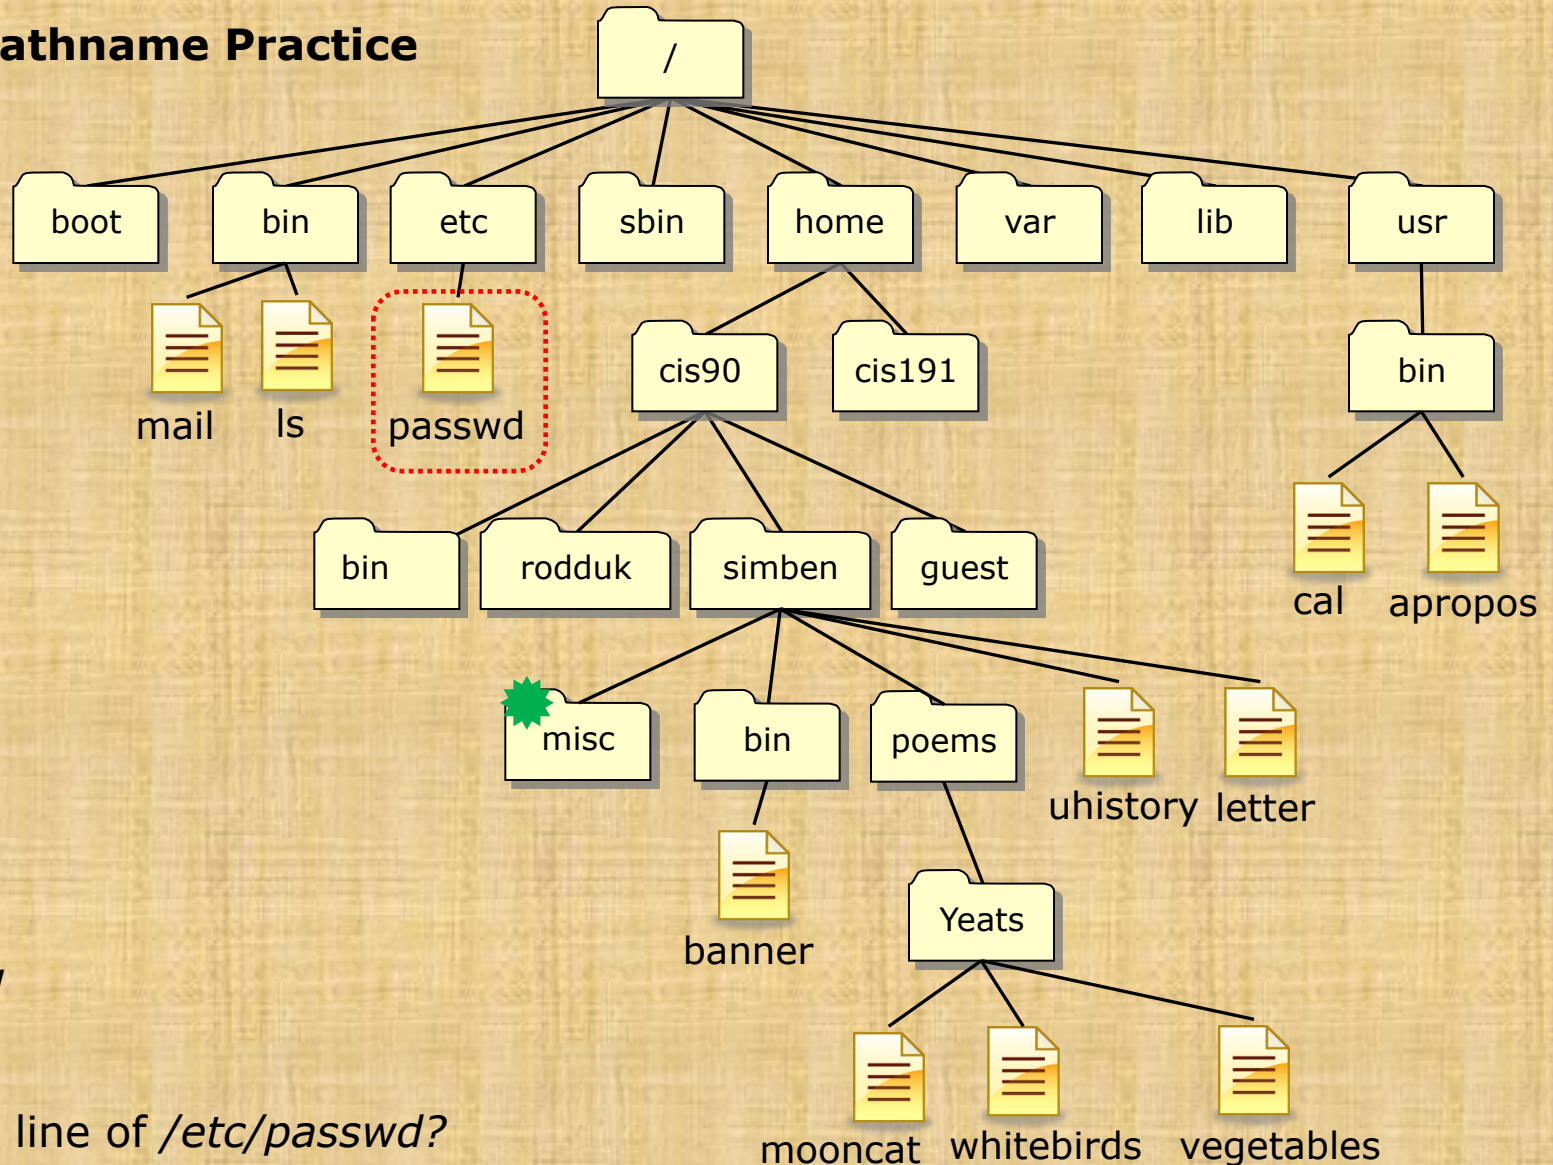 athname Practice
/
boot bin etc sbin home var lib usr
mail ls passwd cis90 cis191 bin
bin rodduk simben guest cal apropos
misc bin poems uhistory letter
banner Yeats
mooncat whitebirds vegetables
line of /etc/passwd?